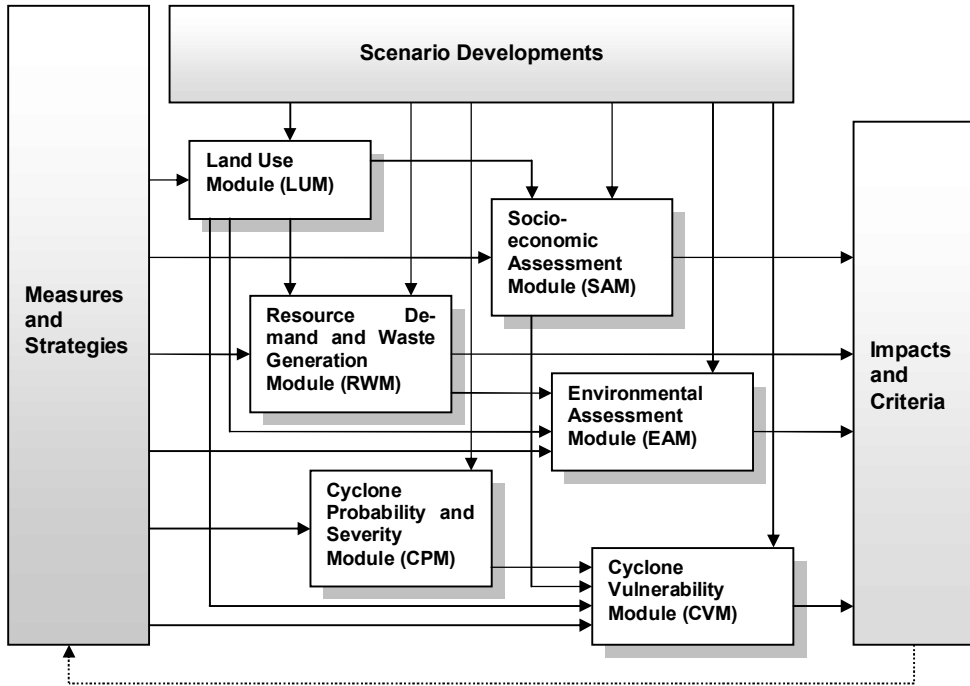 Scenario Developments
Land Use
Module (LUM)
Socio-
economic
Assessment
Module (SAM)
Measures
and
Strategies
Resource De-
mand and Waste
Generation
Module (RWM)
Impacts
and
Criteria
Environmental
Assessment
Module (EAM)
Cyclone
Probability and
Severity
Module (CPM)
Cyclone
Vulnerability
Module (CVM)